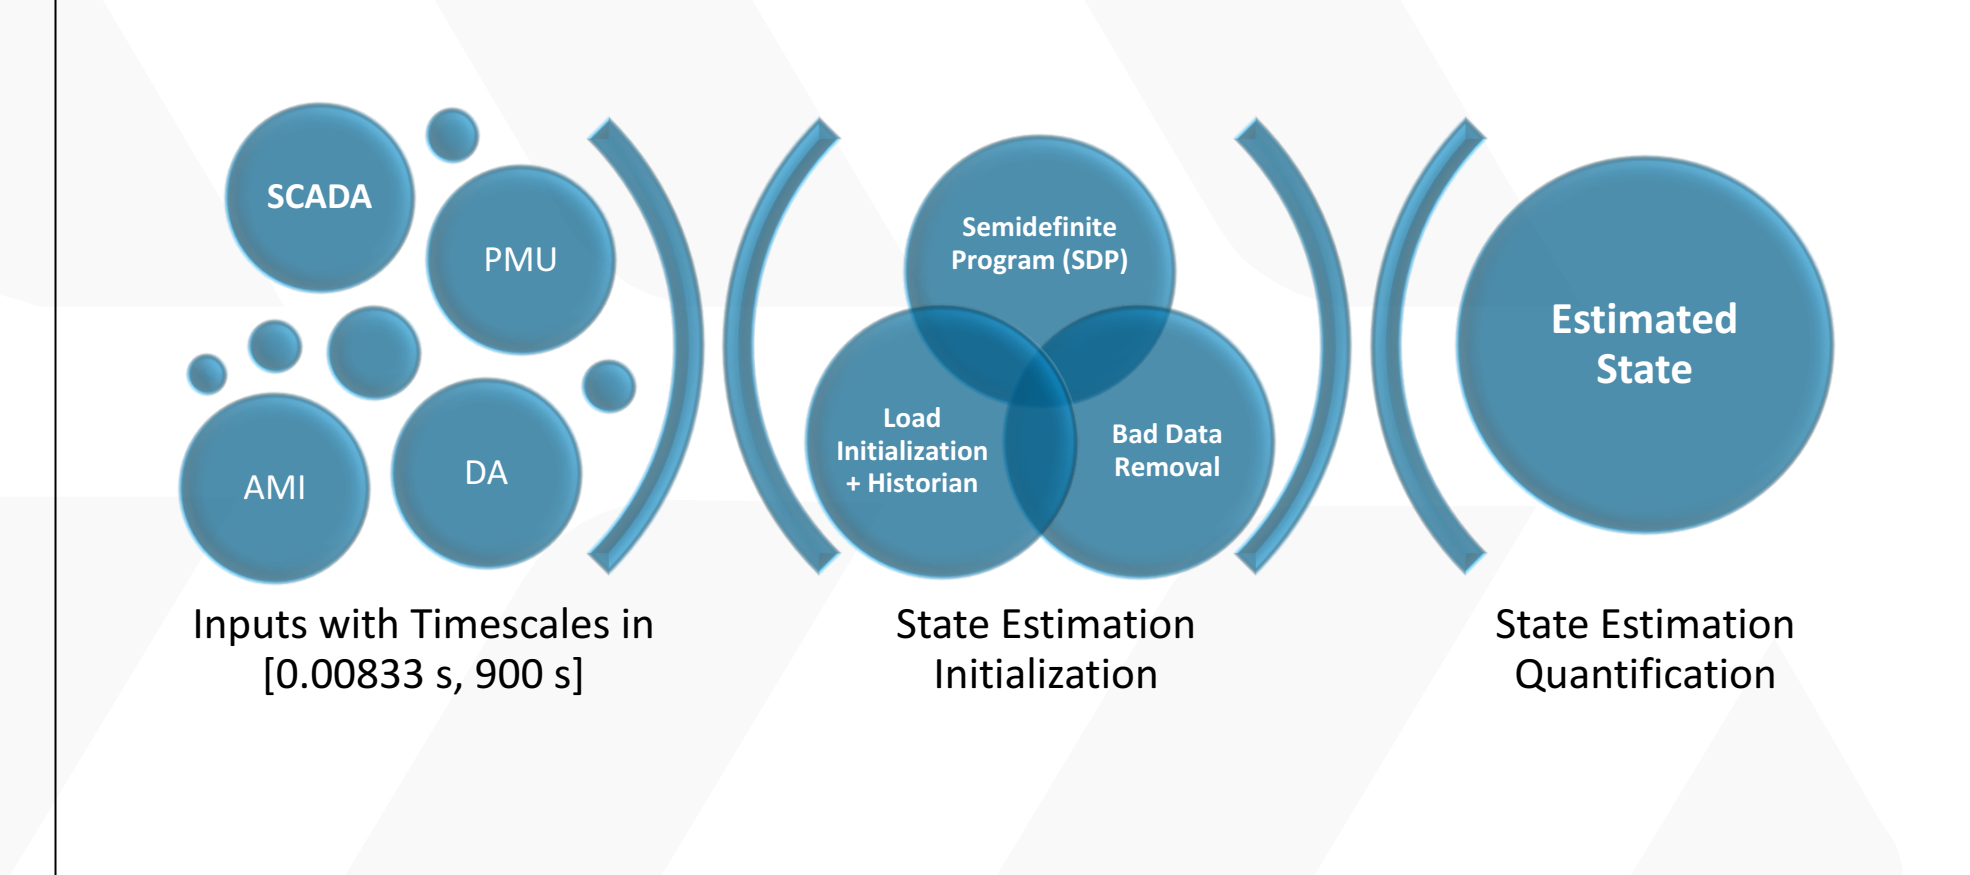 SCADA
PMU
AMI
DA
Inputs with Timescales in
[0.00833 s, 900 s]
Semidefinite
Program (SDP)
Load
Initialization
+ Historian
Bad Data
Removal
State Estimation
Initialization
Estimated
State
State Estimation
Quantification